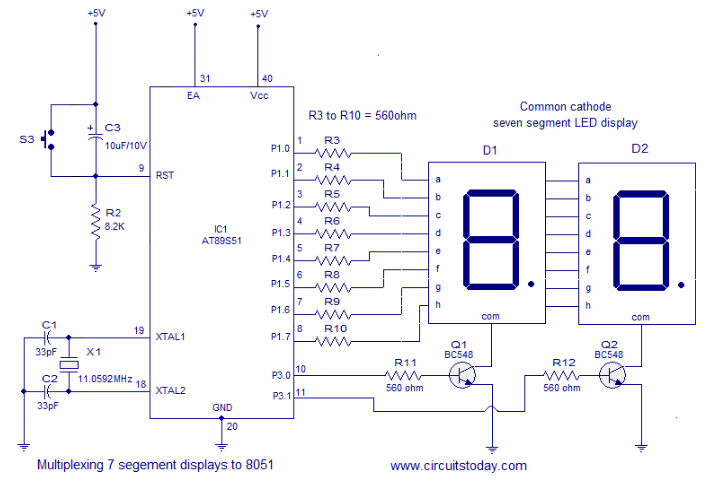 +5V
+5V
+5V
31
40
EA
Vcc
R3 to R10 = 560ohm
Common cathode
seven segment LED display
S3
+
C3
10uF/10V
9
RST
R2
8.2K
IC1
AT89S51
P1.0
1
R3
P1.1
2
R4
P1.2
3
R5
P1.3
4
R6
P1.4
5
R7
P1.5
6
R8
P1.6
7
R9
P1.7
8
R10
D1
a
b
c
d
e
f
g
h
com
D2
a
b
c
d
e
f
g
h
com
C1
33pF
X1
11.0592MHz
C2
33pF
19
XTAL1
18
XTAL2
GND
20
P3.0
10
R11
560 ohm
Q1
BC548
P3.1
11
R12
560 ohm
Q2
BC548
Multiplexing 7 segement displays to 8051
www.circuitstoday.com